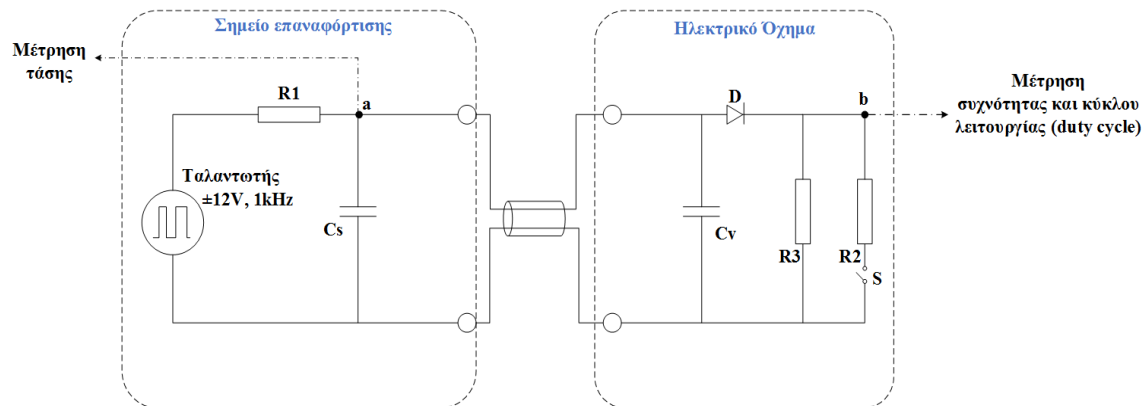 Σημείο επαναφόρτισης
Ηλεκτρικό Όχημα
Μέτρηση
τάσης
R1
a
D
b
Μέτρηση
συχνότητας και κύκλου
λειτουργίας (duty cycle)
Ταλαντωτής
±12V, 1kHz
Cs
Cv
R3
R2
S